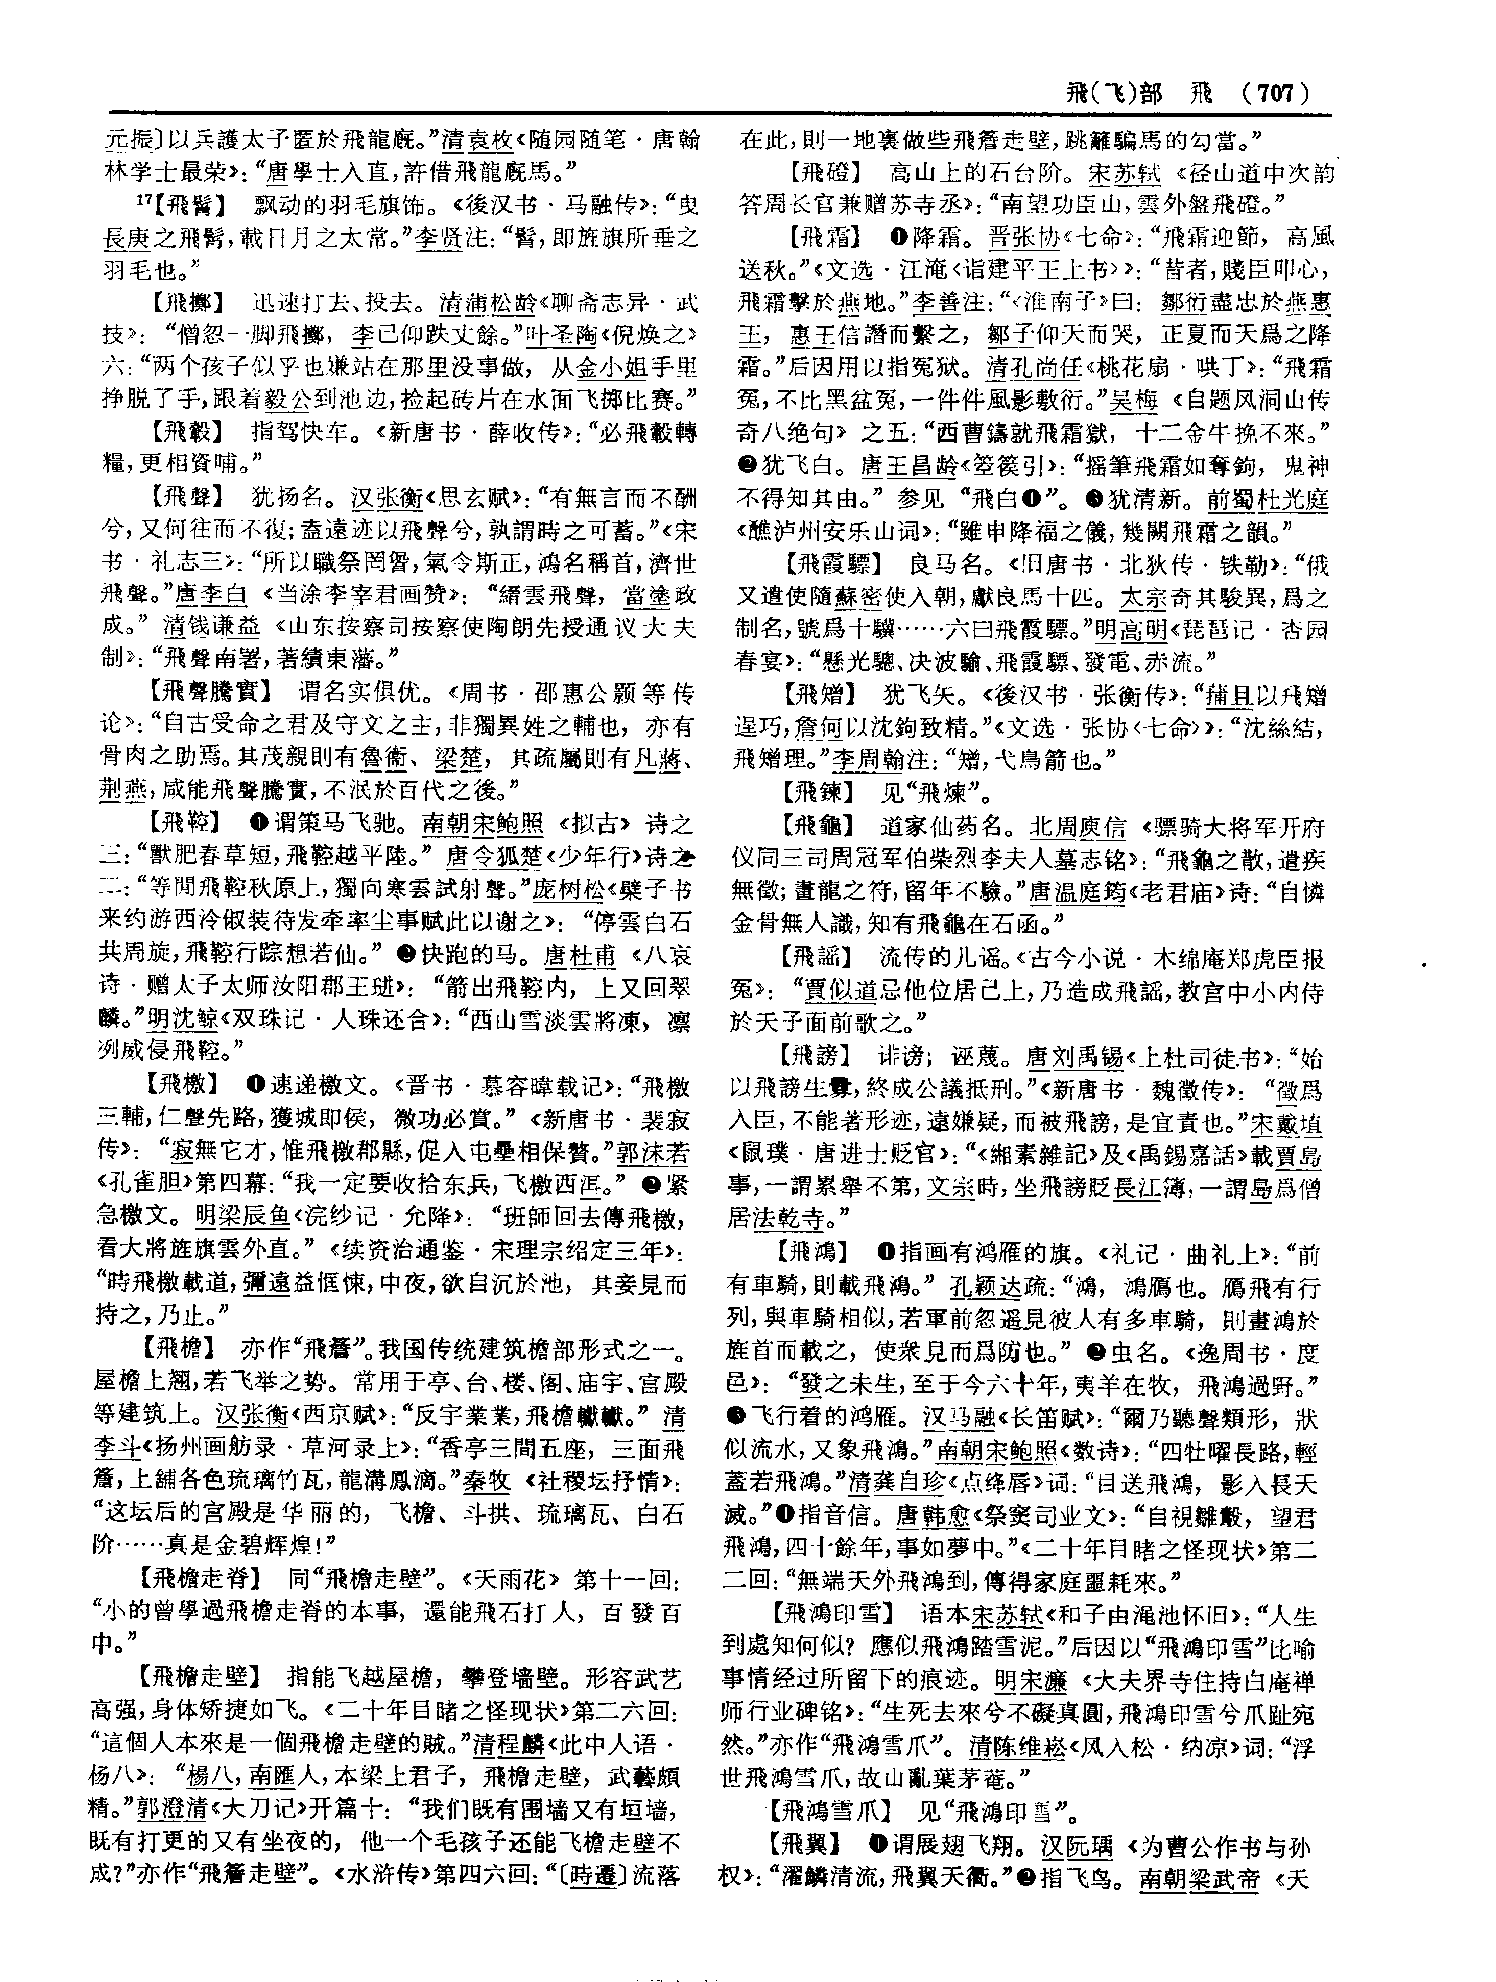 飛(飞)部　飛　(707)
元振〕以兵護太子匿於飛龍廐。”清袁枚《随园随笔·唐翰
林学士最荣》：“唐學士入直，許借飛龍廐馬。”
17【飛髾】　飘动的羽毛旗饰。《後汉书·马融传》：“曳
長庚之飛髾，載日月之太常。”李贤注：“髾，即旌旗所垂之
羽毛也。”
【飛擲】　迅速打去、投去。清蒲松龄《聊斋志异·武
技》：“僧忽一脚飛擲，李已仰跌丈餘。”叶圣陶《倪焕之》
六：“两个孩子似乎也嫌站在那里没事做，从金小姐手里
挣脱了手，跟着毅公到池边，捡起砖片在水面飞掷比赛。”
【飛轂】　指驾快车。《新唐书·薛收传》：“必飛轂轉
糧，更相資哺。”
【飛聲】　犹扬名。汉张衡《思玄赋》：“有無言而不酬
兮，又何往而不復；盍遠迹以飛聲兮，孰謂時之可蓄。”《宋
书·礼志三》：“所以職祭罔愆，氣令斯正，鴻名稱首，濟世
飛聲。”唐李白《当涂李宰君画赞》：“縉雲飛聲，當塗政
成。”清钱谦益《山东按察司按察使陶朗先授通议大夫
制》：“飛聲南署，著績東藩。”
【飛聲騰實】　谓名实俱优。《周书·邵惠公颢等传
论》：“自古受命之君及守文之主，非獨異姓之輔也，亦有
骨肉之助焉。其茂親則有魯衛、梁楚，其疏屬則有凡蔣、
荆燕，咸能飛聲騰實，不泯於百代之後。”
【飛鞚】　❶谓策马飞驰。南朝宋鲍照《拟古》诗之
三：“獸肥春草短，飛鞚越平陸。”唐令狐楚《少年行》诗之
二：“等閒飛鞚秋原上，獨向寒雲試射聲。”庞树松《檗子书
来约游西冷俶装待发牵率尘事赋此以谢之》：“停雲白石
共周旋，飛鞚行踪想若仙。”❷快跑的马。唐杜甫《八哀
诗·赠太子太师汝阳郡王琎》：“箭出飛鞚内，上又回翠
麟。”明沈鲸《双珠记·人珠还合》：“西山雪淡雲將凍，凛
冽威侵飛鞚。”
【飛檄】　❶速递檄文。《晋书·慕容暐载记》：“飛檄
三輔，仁聲先路，獲城即侯，微功必賞。”《新唐书·裴寂
传》：“寂無它才，惟飛檄郡縣，促入屯壘相保贅。”郭沫若
《孔雀胆》第四幕：“我一定要收拾东兵，飞檄西洱。”❷紧
急檄文。明梁辰鱼《浣纱记·允降》：“班師回去傳飛檄，
看大將旌旗雲外直。”《续资治通鉴·宋理宗绍定三年》：
“時飛檄載道，彌遠益恇悚，中夜，欲自沉於池，其妾見而
持之，乃止。”
【飛檐】　亦作“飛簷”。我国传统建筑檐部形式之一。
屋檐上翘，若飞举之势。常用于亭、台、楼、阁、庙宇、宫殿
等建筑上。汉张衡《西京赋》：“反宇業業，飛檐轣轣。”清
李斗《扬州画舫录·草河录上》：“香亭三間五座，三面飛
簷，上舖各色琉璃竹瓦，龍溝鳳滴。”秦牧《社稷坛抒情》：
“这坛后的宫殿是华丽的，飞檐、斗拱、琉璃瓦、白石
阶……真是金碧辉煌！”
【飛檐走脊】　同“飛檐走壁”。《天雨花》第十一回：
“小的曾學過飛檐走脊的本事，還能飛石打人，百發百
中。”
【飛檐走壁】　指能飞越屋檐，攀登墙壁。形容武艺
高强，身体矫捷如飞。《二十年目睹之怪现状》第二六回：
“這個人本來是一個飛檐走壁的賊。”清程麟《此中人语·
杨八》：“楊八，南匯人，本梁上君子，飛檐走壁，武藝頗
精。”郭澄清《大刀记》开篇十：“我们既有围墙又有垣墙，
既有打更的又有坐夜的，他一个毛孩子还能飞檐走壁不
成？”亦作“飛簷走壁”。《水浒传》第四六回：“〔時遷〕流落
在此，則一地裏做些飛簷走壁，跳籬騙馬的勾當。”
【飛磴】　高山上的石台阶。宋苏轼《径山道中次韵
答周长官兼赠苏寺丞》：“南望功臣山，雲外盤飛磴。”
【飛霜】　❶降霜。晋张协《七命》：“飛霜迎節，高風
送秋。”《文选·江淹〈诣建平王上书〉》：“昔者，賤臣叩心，
飛霜擊於燕地。”李善注：“《淮南子》曰：鄒衍盡忠於燕惠
王，惠王信譖而繫之，鄒子仰天而哭，正夏而天爲之降
霜。”后因用以指冤狱。清孔尚任《桃花扇·哄丁》：“飛霜
冤，不比黑盆冤，一件件風影敷衍。”吴梅《自题风洞山传
奇八绝句》之五：“西曹鑄就飛霜獄，十二金牛挽不來。”
❷犹飞白。唐王昌龄《箜篌引》：“摇筆飛霜如奪鉤，鬼神
不得知其由。”参见“飛白❶”。❸犹清新。前蜀杜光庭
《醮泸州安乐山词》：“雖申降福之儀，幾闕飛霜之韻。”
【飛霞驃】　良马名。《旧唐书·北狄传·铁勒》：“俄
又遣使隨蘇密使入朝，獻良馬十匹。太宗奇其駿異，爲之
制名，號爲十驥……六曰飛霞驃。”明高明《琵琶记·杏园
春宴》：“懸光驄、决波騟、飛霞驃、發電、赤流。”
【飛矰】　犹飞矢。《後汉书·张衡传》：“蒲且以飛矰
逞巧，詹何以沈鉤致精。”《文选·张协〈七命〉》：“沈絲結，
飛矰理。”李周翰注：“矰，弋鳥箭也。”
【飛鍊】　见“飛煉”。
【飛龜】　道家仙药名。北周庾信《骠骑大将军开府
仪同三司周冠军伯柴烈李夫人墓志铭》：“飛龜之散，遣疾
無徵；畫龍之符，留年不驗。”唐温庭筠《老君庙》诗：“自憐
金骨無人識，知有飛龜在石函。”
【飛謡】　流传的儿谣。《古今小说·木绵庵郑虎臣报
冤》：“賈似道忌他位居己上，乃造成飛謡，教宫中小内侍
於天子面前歌之。”
【飛謗】　诽谤；诬蔑。唐刘禹锡《上杜司徒书》：“始
以飛謗生釁，終成公議抵刑。”《新唐书·魏徵传》：“徵爲
人臣，不能著形迹，遠嫌疑，而被飛謗，是宜責也。”宋戴埴
《鼠璞·唐进士贬官》：“《緗素雜記》及《禹錫嘉話》載賈島
事，一謂累舉不第，文宗時，坐飛謗貶長江簿，一謂島爲僧
居法乾寺。”
【飛鴻】　❶指画有鸿雁的旗。《礼记·曲礼上》：“前
有車騎，則載飛鴻。”孔颖达疏：“鴻，鴻鴈也。鴈飛有行
列，與車騎相似，若軍前忽遥見彼人有多車騎，則畫鴻於
旌首而載之，使衆見而爲防也。”❷虫名。《逸周书·度
邑》：“發之未生，至于今六十年，夷羊在牧，飛鴻過野。”
❸飞行着的鸿雁。汉马融《长笛赋》：“爾乃聽聲類形，狀
似流水，又象飛鴻。”南朝宋鲍照《数诗》：“四牡曜長路，輕
蓋若飛鴻。”清龚自珍《点绛唇》词：“目送飛鴻，影入長天
滅。”❹指音信。唐韩愈《祭窦司业文》：“自視雛鷇，望君
飛鴻，四十餘年，事如夢中。”《二十年目睹之怪现状》第二
二回：“無端天外飛鴻到，傳得家庭噩耗來。”
【飛鴻印雪】　语本宋苏轼《和子由渑池怀旧》：“人生
到處知何似？應似飛鴻踏雪泥。”后因以“飛鴻印雪”比喻
事情经过所留下的痕迹。明宋濂《大夫界寺住持白庵禅
师行业碑铭》：“生死去來兮不礙真圓，飛鴻印雪兮爪趾宛
然。”亦作“飛鴻雪爪”。清陈维崧《风入松·纳凉》词：“浮
世飛鴻雪爪，故山亂葉茅菴。”
【飛鴻雪爪】　见“飛鴻印雪”。
【飛翼】　❶谓展翅飞翔。汉阮瑀《为曹公作书与孙
权》：“濯鱗清流，飛翼天衢。”❷指飞鸟。南朝梁武帝《天